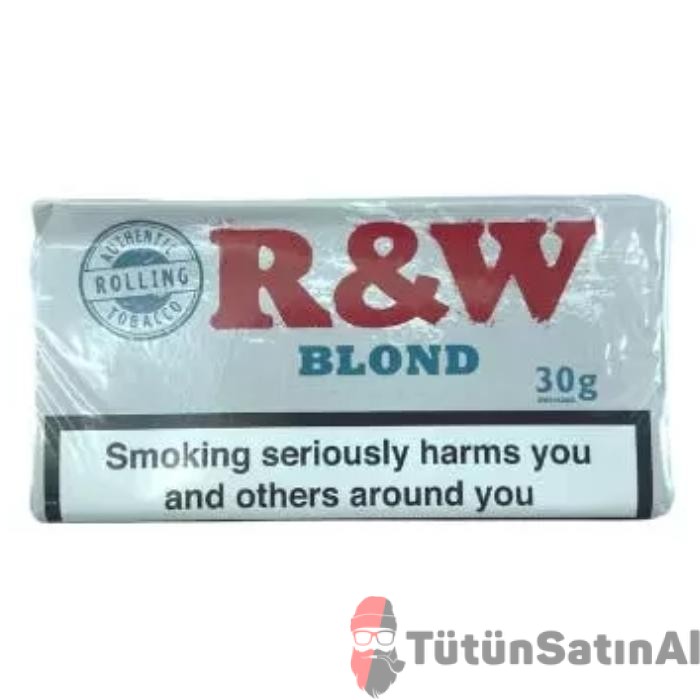 AUTHENTIC
ROLLING
TOBACCO
R&W
BLOND
30g
Smoking seriously harms you
and others around you
TütünSatınAl